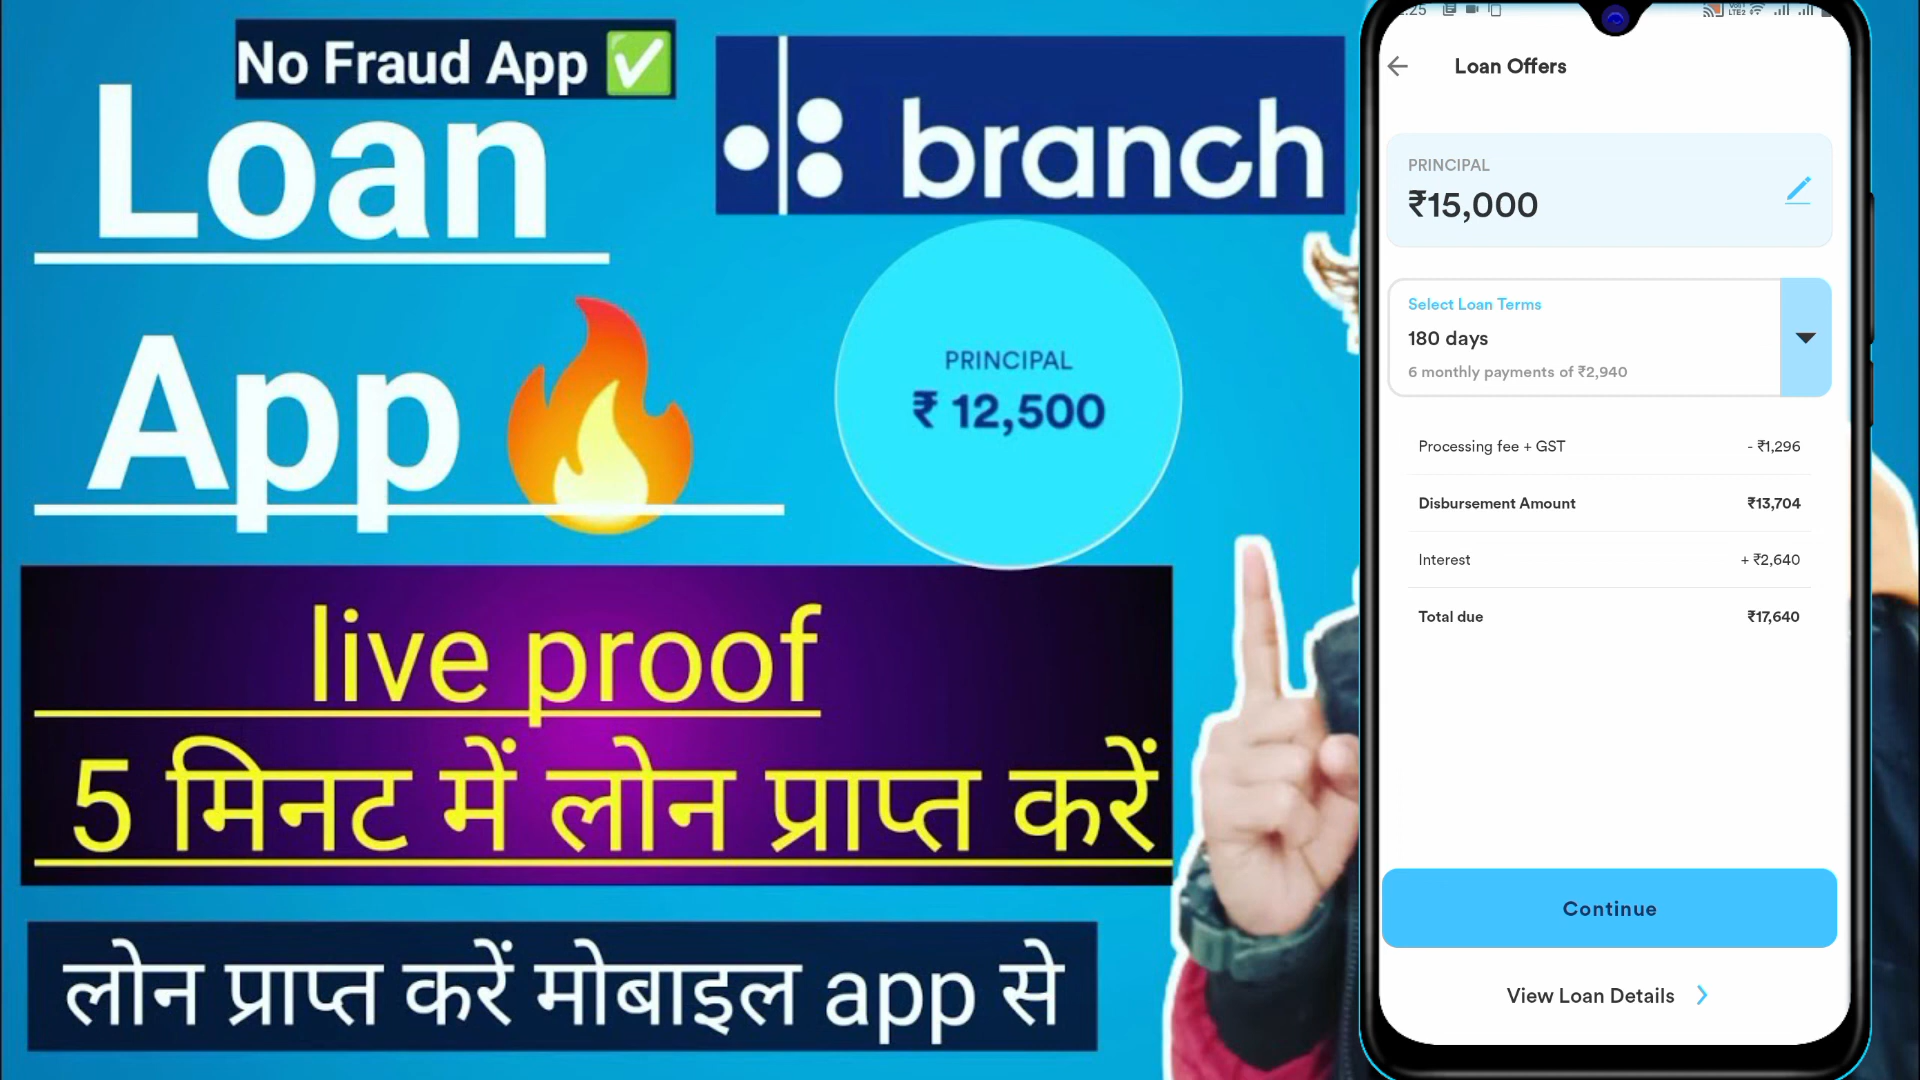 No Fraud App ✅
Loan
App
branch
PRINCIPAL
₹ 12,500
live proof
5 मिनट में लोन प्राप्त करें
लोन प्राप्त करें मोबाइल app से
Loan Offers
PRINCIPAL
₹15,000
Select Loan Terms
180 days
6 monthly payments of ₹2,940
Processing fee + GST - ₹1,296
Disbursement Amount ₹13,704
Interest + ₹2,640
Total due ₹17,640
Continue
View Loan Details